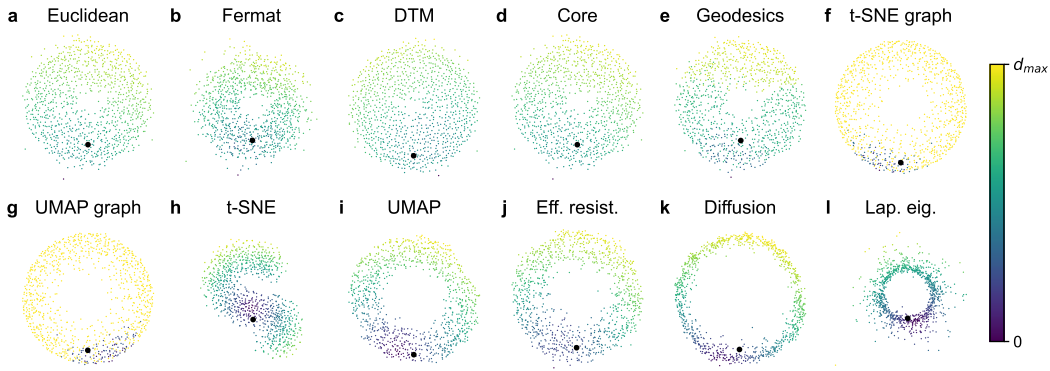 a Euclidean
b Fermat
c DTM
d Core
e Geodesics
f t-SNE graph
d_max
0
g UMAP graph
h t-SNE
i UMAP
j Eff. resist.
k Diffusion
l Lap. eig.